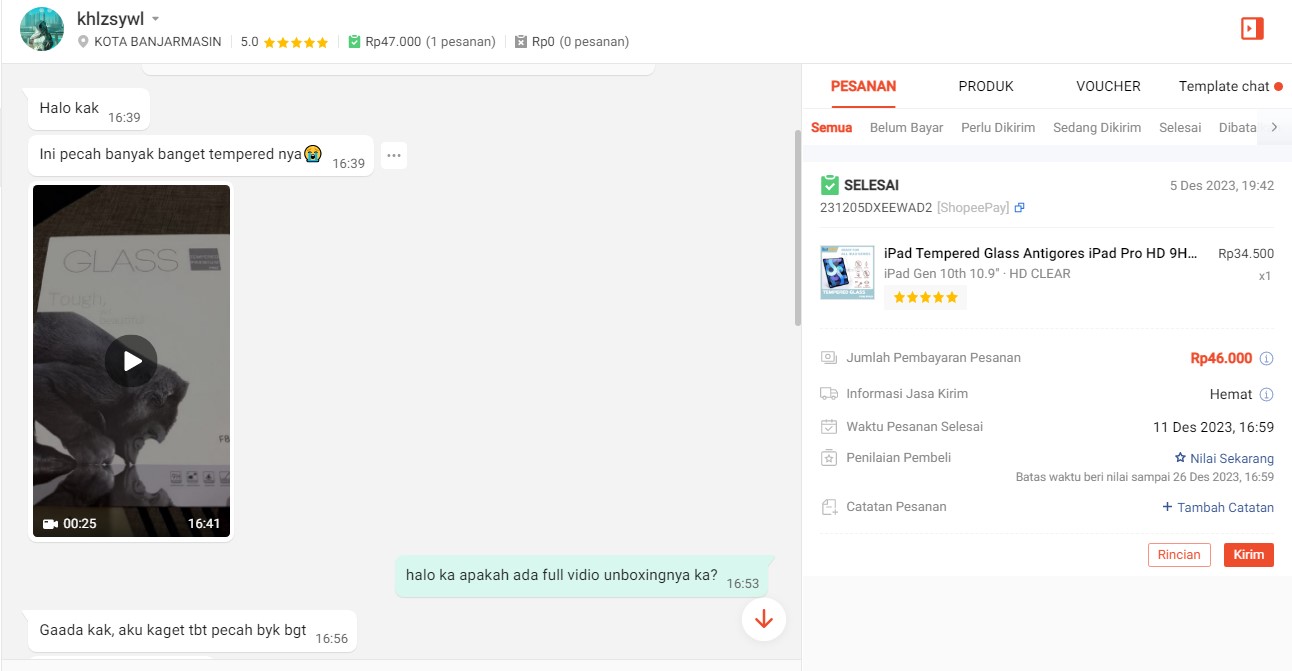 khlzsywl
KOTA BANJARMASIN 5.0 Rp47.000 (1 pesanan) Rp0 (0 pesanan)
Halo kak 16:39
Ini pecah banyak banget tempered nya😭 16:39
GLASS
Tough,
00:25 16:41
halo ka apakah ada full vidio unboxingnya ka? 16:53
Gaada kak, aku kaget tbt pecah byk bgt 16:56
PESANAN PRODUK VOUCHER Template chat
Semua Belum Bayar Perlu Dikirim Sedang Dikirim Selesai Dibata
SELESAI 5 Des 2023, 19:42
231205DXEEWAD2 [ShopeePay]
iPad Tempered Glass Antigores iPad Pro HD 9H... Rp34.500
iPad Gen 10th 10.9" · HD CLEAR x1
TEMPERED GLASS
Jumlah Pembayaran Pesanan Rp46.000
Informasi Jasa Kirim Hemat
Waktu Pesanan Selesai 11 Des 2023, 16:59
Penilaian Pembeli Nilai Sekarang
Batas waktu beri nilai sampai 26 Des 2023, 16:59
Catatan Pesanan + Tambah Catatan
Rincian Kirim